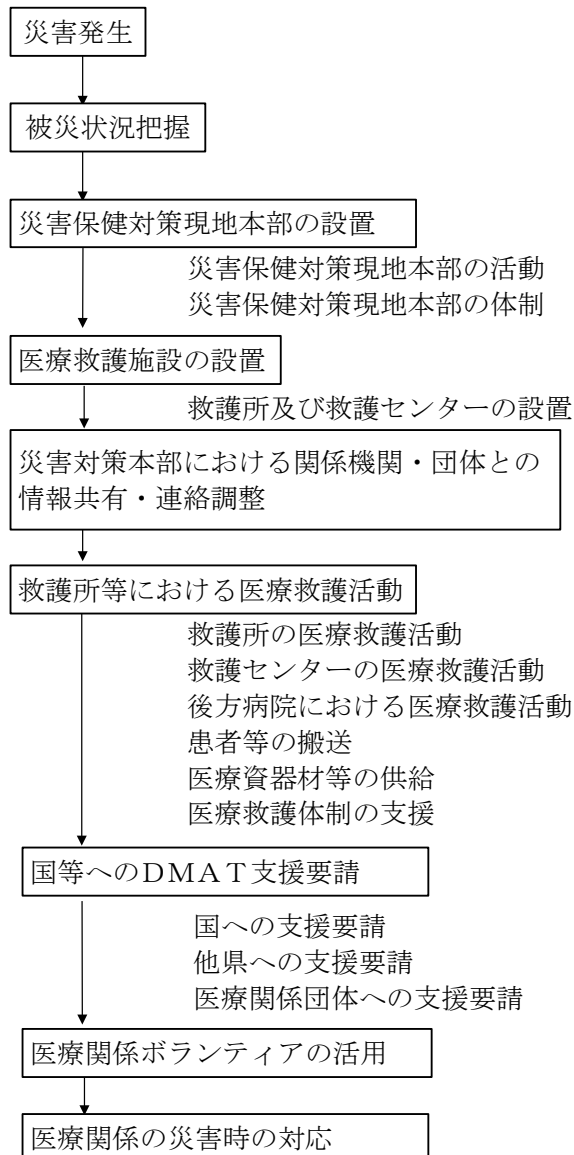 災害発生
被災状況把握
災害保健対策現地本部の設置
災害保健対策現地本部の活動
災害保健対策現地本部の体制
医療救護施設の設置
救護所及び救護センターの設置
災害対策本部における関係機関・団体との
情報共有・連絡調整
救護所等における医療救護活動
救護所の医療救護活動
救護センターの医療救護活動
後方病院における医療救護活動
患者等の搬送
医療資器材等の供給
医療救護体制の支援
国等へのＤＭＡＴ支援要請
国への支援要請
他県への支援要請
医療関係団体への支援要請
医療関係ボランティアの活用
医療関係の災害時の対応